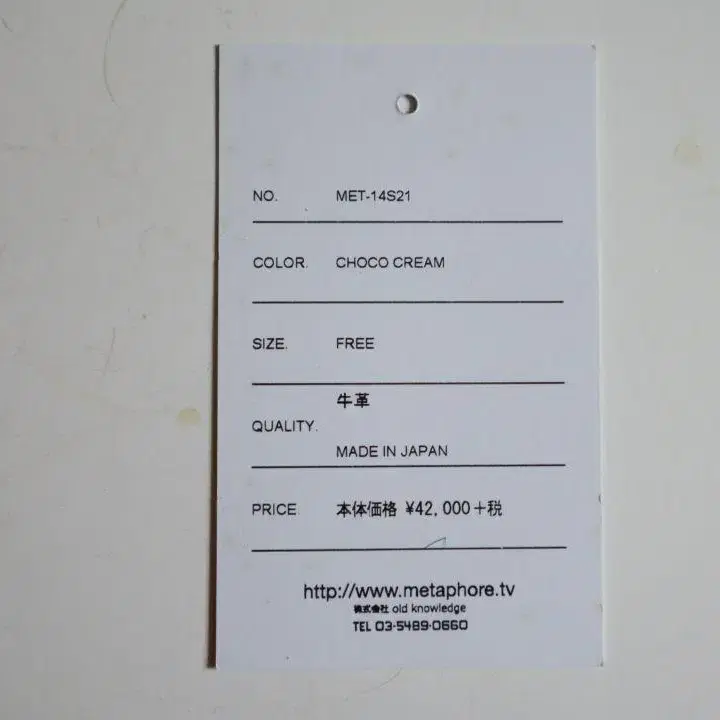 NO. MET-14S21
COLOR. CHOCO CREAM
SIZE. FREE
牛革
QUALITY.
MADE IN JAPAN
PRICE. 本体価格 ¥42,000+税
http://www.metaphore.tv
株式会社 old knowledge
TEL 03-5489-0660